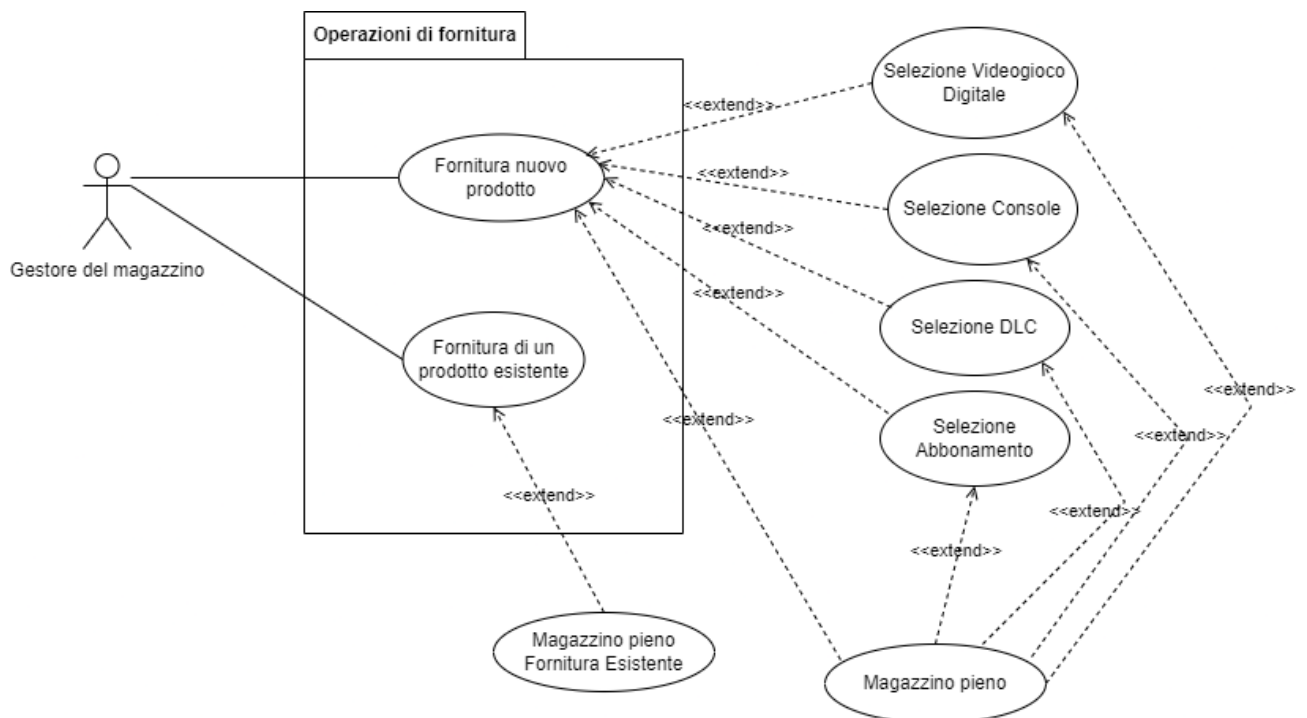 Operazioni di fornitura
Selezione Videogioco
Digitale
<<extend>>
Fornitura nuovo
prodotto
<<extend>>
Selezione Console
<<extend>>
Gestore del magazzino
<<extend>>
Selezione DLC
Fornitura di un
prodotto esistente
<<extend>>
<<extend>>
Selezione
Abbonamento
<<extend>>
<<extend>>
<<extend>>
<<extend>>
Magazzino pieno
Fornitura Esistente
Magazzino pieno